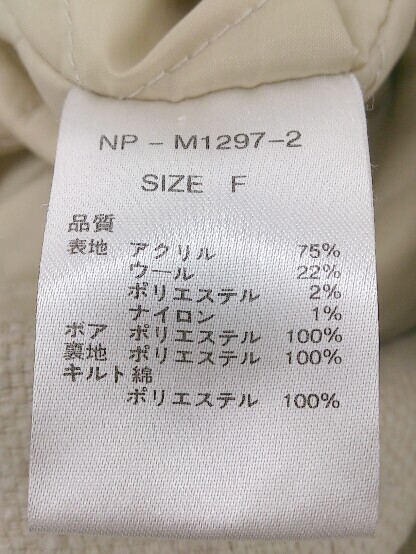 NP - M1297-2
SIZE F
品質
表地 アクリル 75%
ウール 22%
ポリエステル 2%
ナイロン 1%
ボア ポリエステル 100%
裏地 ポリエステル 100%
キルト綿
ポリエステル 100%